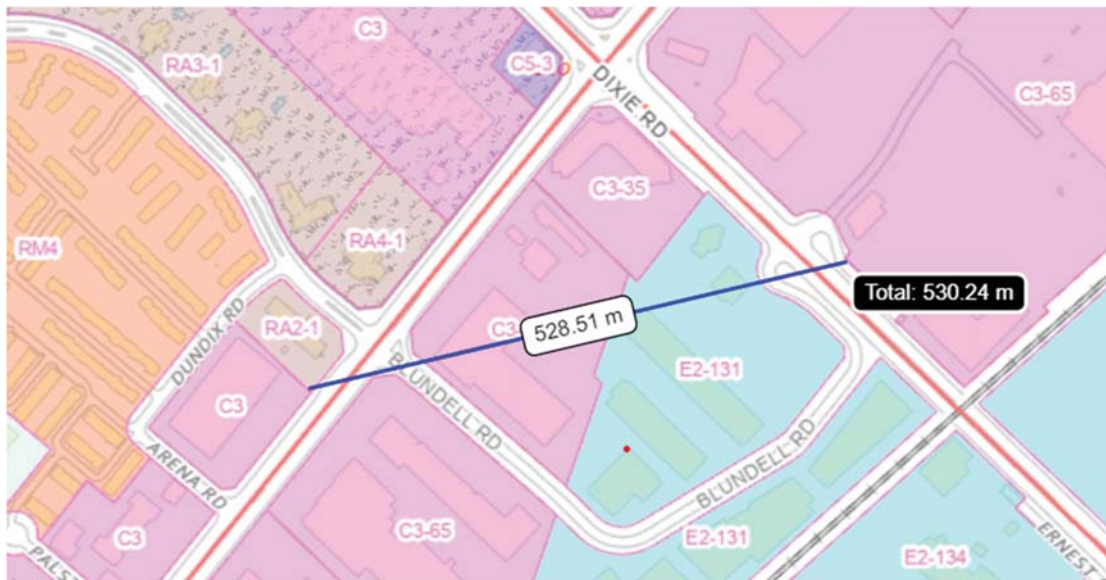 C3
RA3-1
C5-3
DIXIE RD
C3-65
C3-35
RM4
RA4-1
Total: 530.24 m
DUNDIX RD
RA2-1
528.51 m
BLUNDELL RD
E2-131
C3
ARENA RD
BLUNDELL RD
C3
C3-65
E2-131
E2-134
ERNEST